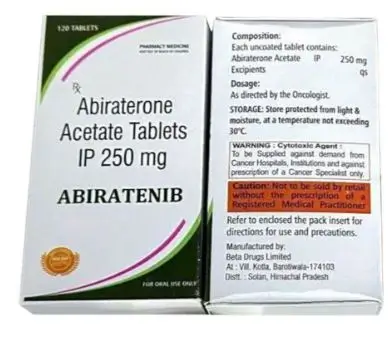 120 TABLETS
PHARMACY MEDICINE
Rx
Abiraterone
Acetate Tablets
IP 250 mg
ABIRATENIB
FOR ORAL USE ONLY
Composition:
Each uncoated tablet contains:
Abiraterone Acetate IP 250 mg
Excipients qs
Dosage:
As directed by the Oncologist.
STORAGE: Store protected from light &
moisture, at a temperature not exceeding
30°C.
WARNING : Cytotoxic Agent :
To be Supplied against demand from
Cancer Hospitals, Institutions and against
prescription of a Cancer Specialist only.
Caution: Not to be sold by retail
without the prescription of a
Registered Medical Practitioner
Refer to enclosed the pack insert for
directions for use and precautions.
Manufactured by:
Beta Drugs Limited
At : Vill. Kotla, Barotiwala-174103
Distt. : Solan, Himachal Pradesh